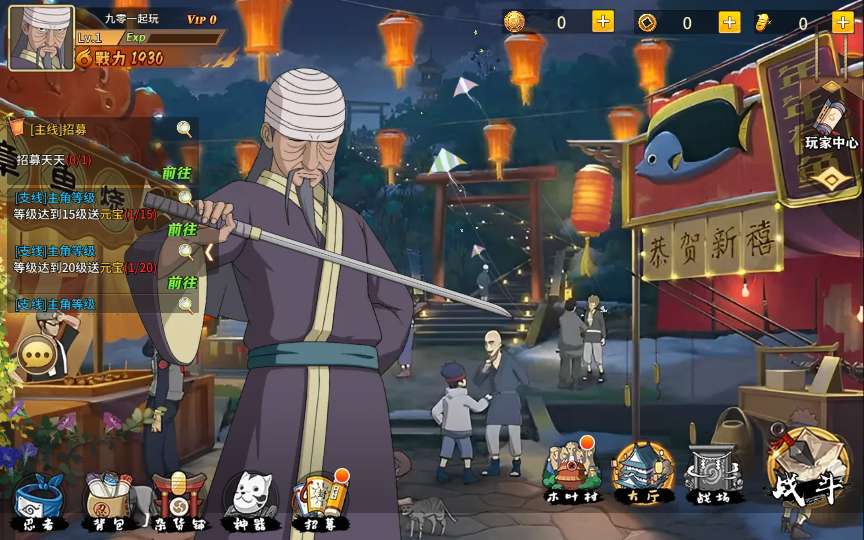 九零一起玩 VIP 0
Lv.1 Exp
戰力 1930
0 + 0 + 0 +
玩家中心
[主线]招募
招募天天(0/1)
前往
[支线]主角等级
等级达到15级送元宝(1/15)
前往
[支线]主角等级
等级达到20级送元宝(1/20)
前往
[支线]主角等级
恭贺新禧
忍者 背包 杂货铺 神器 招募 木叶村 大厅 战场 战斗